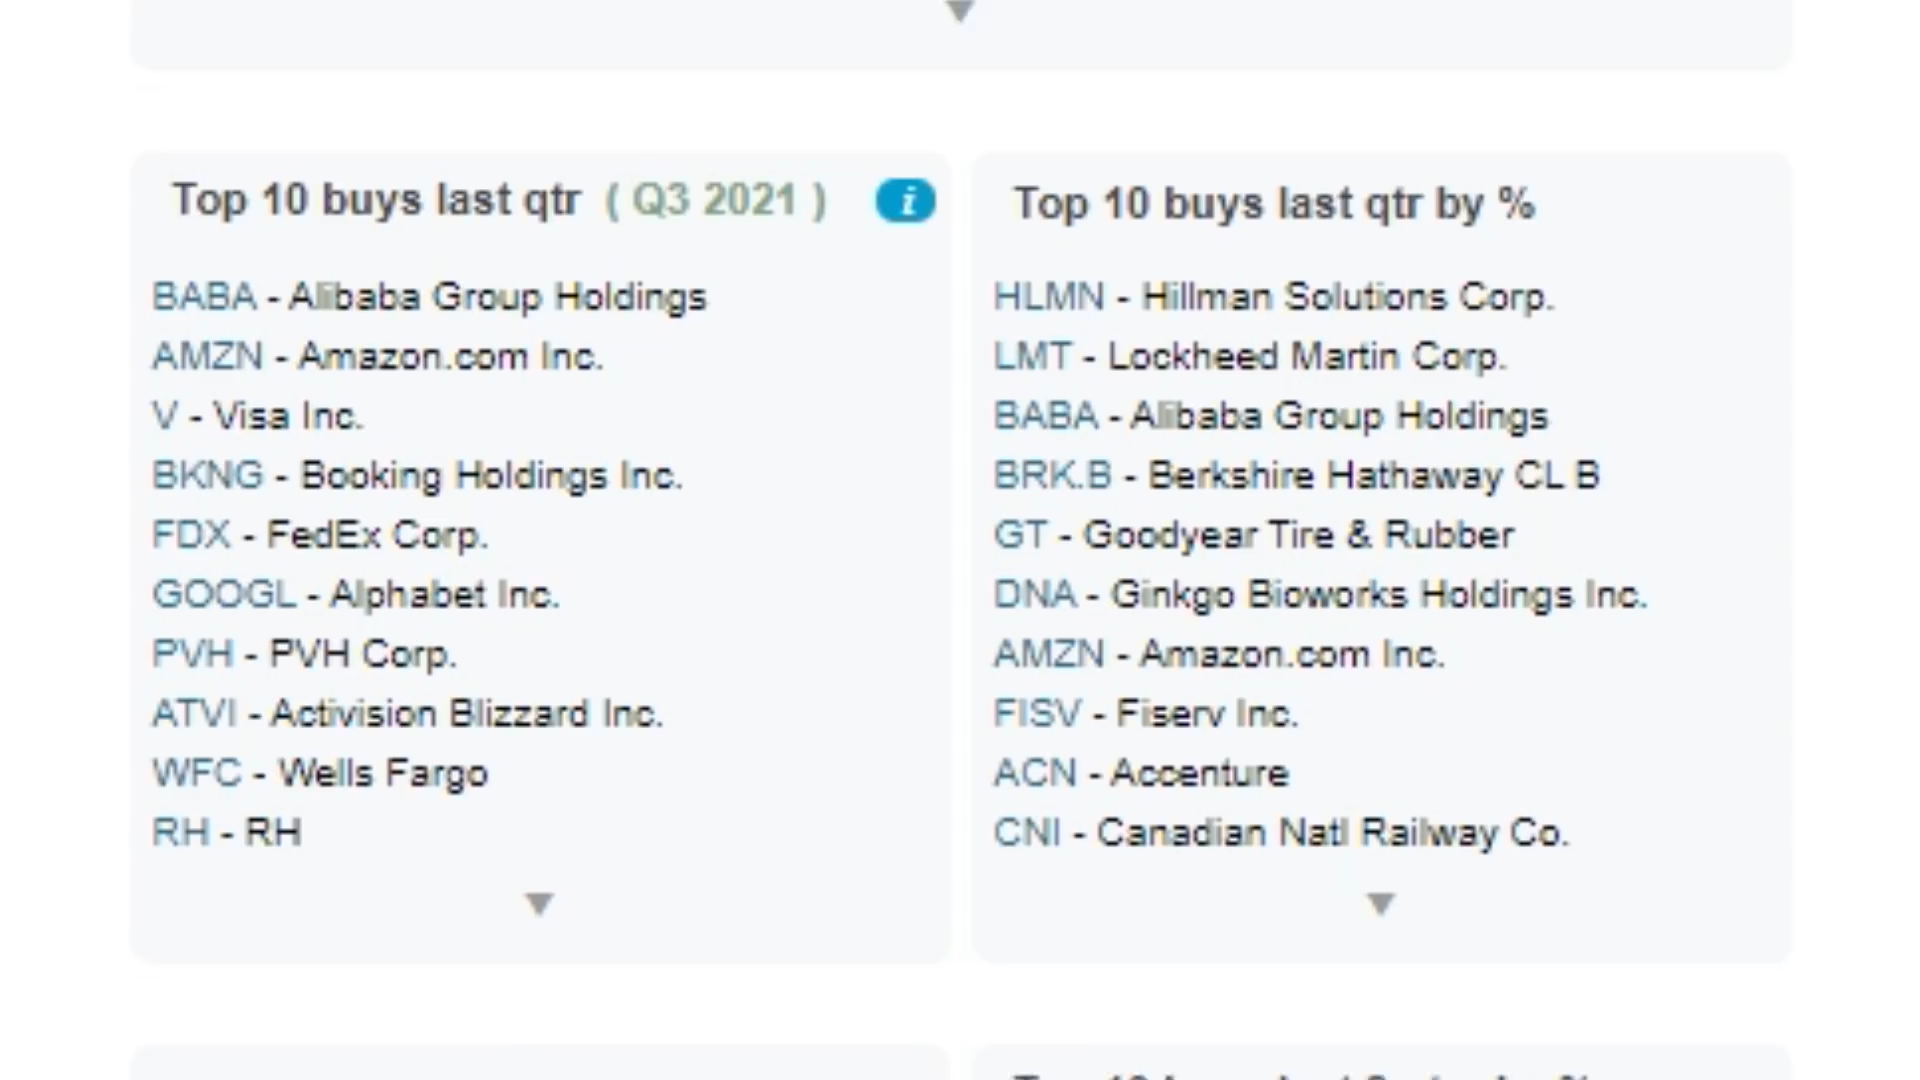 Top 10 buys last qtr ( Q3 2021 ) i
BABA - Alibaba Group Holdings
AMZN - Amazon.com Inc.
V - Visa Inc.
BKNG - Booking Holdings Inc.
FDX - FedEx Corp.
GOOGL - Alphabet Inc.
PVH - PVH Corp.
ATVI - Activision Blizzard Inc.
WFC - Wells Fargo
RH - RH
Top 10 buys last qtr by %
HLMN - Hillman Solutions Corp.
LMT - Lockheed Martin Corp.
BABA - Alibaba Group Holdings
BRK.B - Berkshire Hathaway CL B
GT - Goodyear Tire & Rubber
DNA - Ginkgo Bioworks Holdings Inc.
AMZN - Amazon.com Inc.
FISV - Fiserv Inc.
ACN - Accenture
CNI - Canadian Natl Railway Co.